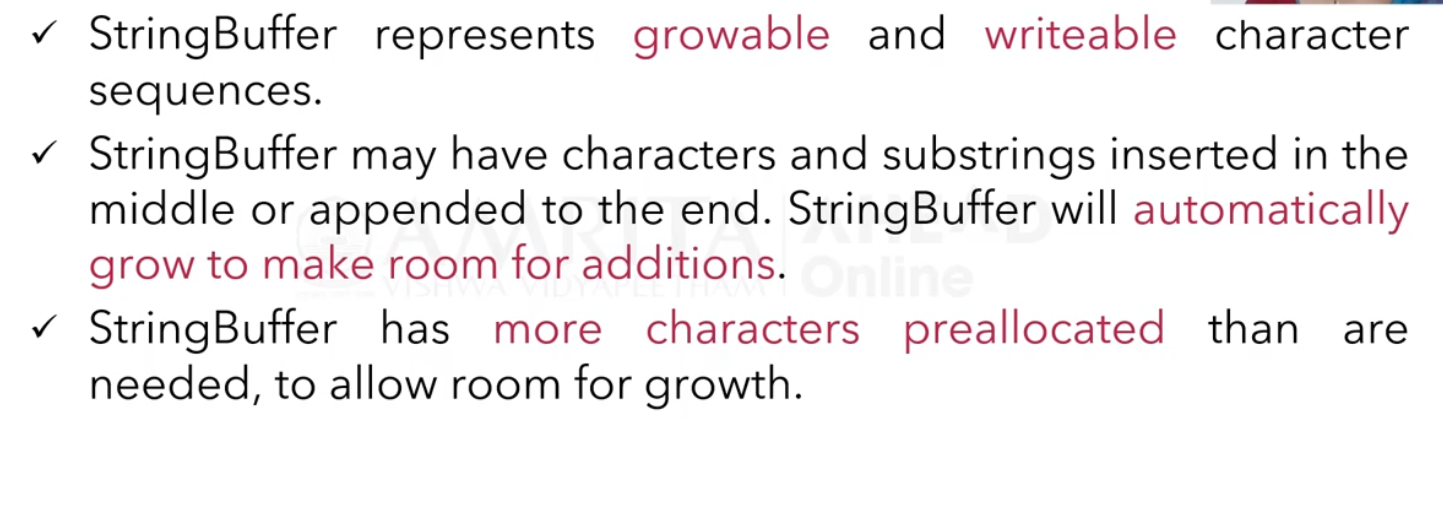 ✓ StringBuffer represents growable and writeable character
sequences.
✓ StringBuffer may have characters and substrings inserted in the
middle or appended to the end. StringBuffer will automatically
grow to make room for additions.
✓ StringBuffer has more characters preallocated than are
needed, to allow room for growth.
AMRITA AHEAD
VISHWA VIDYAPEETHAM Online